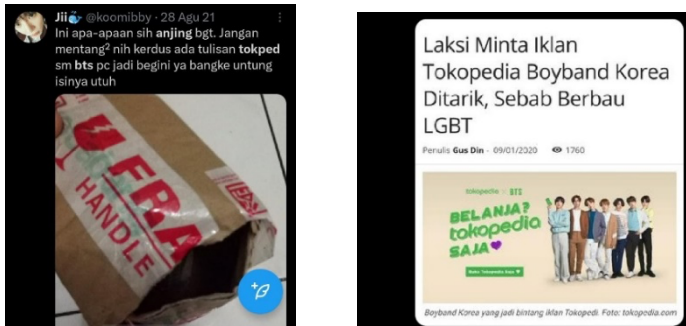 Jii @koomibby · 28 Agu 21
Ini apa-apaan sih anjing bgt. Jangan
mentang² nih kerdus ada tulisan tokped
sm bts pc jadi begini ya bangke untung
isinya utuh
FRA
HANDLE
Laksi Minta Iklan
Tokopedia Boyband Korea
Ditarik, Sebab Berbau
LGBT
Penulis Gus Din - 09/01/2020 1760
tokopedia BTS
BELANJA?
tokopedia
SAJA
Buka Tokopedia Saja
Boyband Korea yang jadi bintang iklan Tokopedi. Foto: tokopedia.com